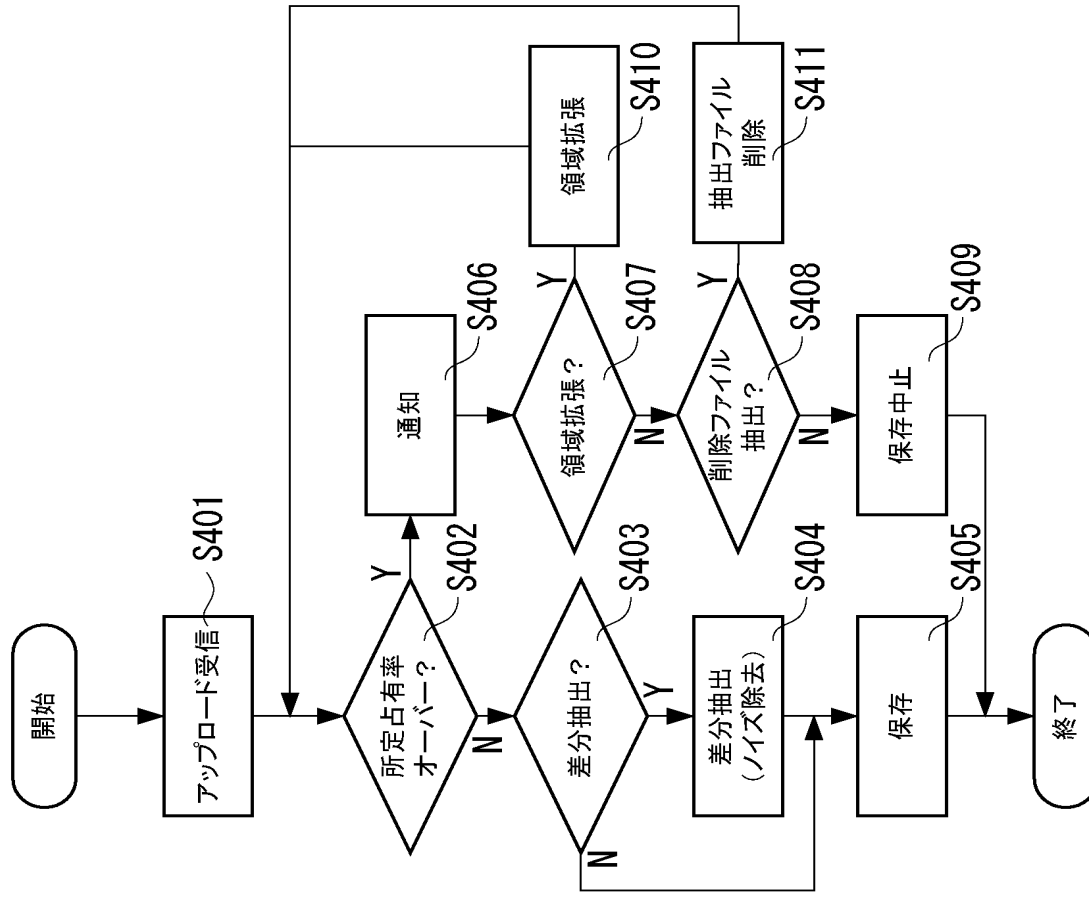 開始
アップロード受信
S401
所定占有率
オーバー？
S402
Y
N
差分抽出？
S403
Y
N
差分抽出
（ノイズ除去）
S404
保存
S405
終了
通知
S406
領域拡張？
S407
Y
N
削除ファイル
抽出？
S408
Y
N
保存中止
S409
領域拡張
S410
抽出ファイル
削除
S411